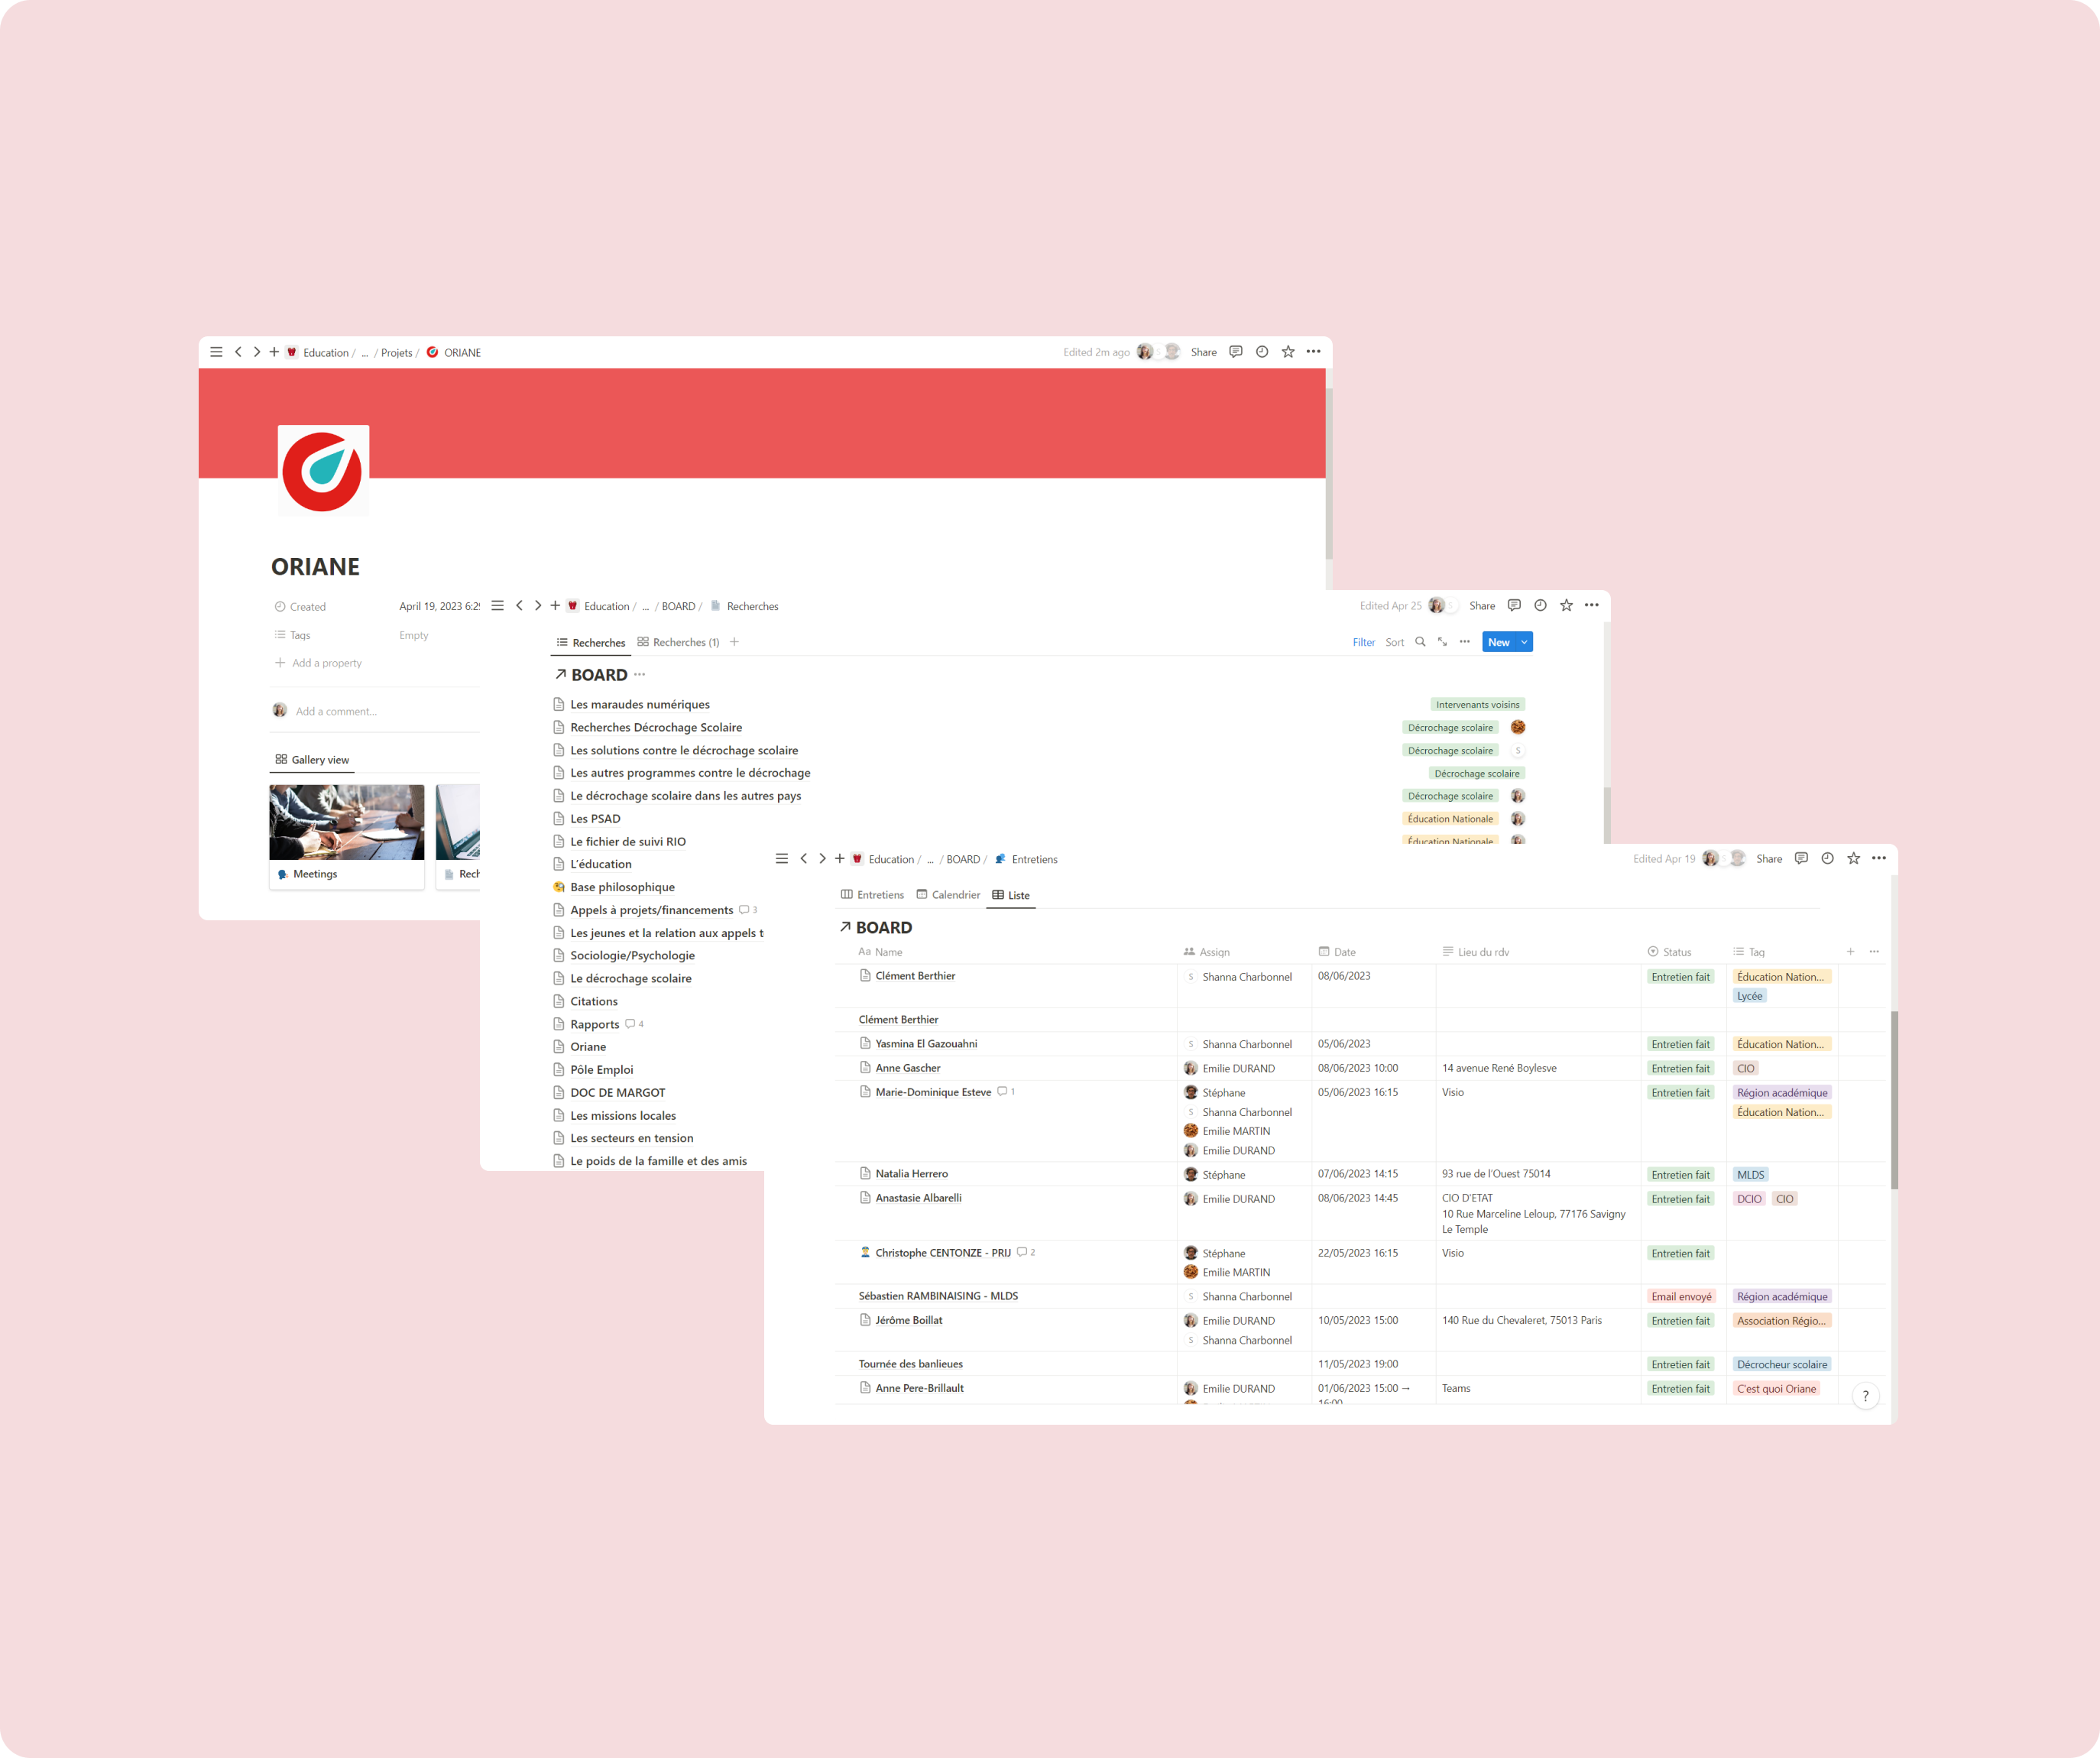 Education / ... / Projets / ORIANE
Edited 2m ago S Share
ORIANE
Created April 19, 2023 6:29
Tags Empty
Add a property
Add a comment...
Gallery view
Meetings
Rech
Education / ... / BOARD / Recherches
Edited Apr 25 S Share
Recherches Recherches (1)
Filter Sort New
BOARD
Les maraudes numériques Intervenants voisins
Recherches Décrochage Scolaire Décrochage scolaire
Les solutions contre le décrochage scolaire Décrochage scolaire S
Les autres programmes contre le décrochage Décrochage scolaire
Le décrochage scolaire dans les autres pays Décrochage scolaire
Les PSAD Éducation Nationale
Le fichier de suivi RIO Éducation Nationale
L'éducation
Base philosophique
Appels à projets/financements 3
Les jeunes et la relation aux appels t
Sociologie/Psychologie
Le décrochage scolaire
Citations
Rapports 4
Oriane
Pôle Emploi
DOC DE MARGOT
Les missions locales
Les secteurs en tension
Le poids de la famille et des amis
Education / ... / BOARD / Entretiens
Edited Apr 19 S Share
Entretiens Calendrier Liste
BOARD
Aa Name Assign Date Lieu du rdv Status Tag
Clément Berthier S Shanna Charbonnel 08/06/2023 Entretien fait Éducation Nation...
Lycée
Clément Berthier
Yasmina El Gazouahni S Shanna Charbonnel 05/06/2023 Entretien fait Éducation Nation...
Anne Gascher Emilie DURAND 08/06/2023 10:00 14 avenue René Boylesve Entretien fait CIO
Marie-Dominique Esteve 1 Stéphane 05/06/2023 16:15 Visio Entretien fait Région académique
S Shanna Charbonnel Éducation Nation...
Emilie MARTIN
Emilie DURAND
Natalia Herrero Stéphane 07/06/2023 14:15 93 rue de l'Ouest 75014 Entretien fait MLDS
Anastasie Albarelli Emilie DURAND 08/06/2023 14:45 CIO D'ETAT Entretien fait DCIO CIO
10 Rue Marceline Leloup, 77176 Savigny
Le Temple
Christophe CENTONZE - PRIJ 2 Stéphane 22/05/2023 16:15 Visio Entretien fait
Emilie MARTIN
Sébastien RAMBINAISING - MLDS S Shanna Charbonnel Email envoyé Région académique
Jérôme Boillat Emilie DURAND 10/05/2023 15:00 140 Rue du Chevaleret, 75013 Paris Entretien fait Association Régio...
S Shanna Charbonnel
Tournée des banlieues 11/05/2023 19:00 Entretien fait Décrocheur scolaire
Anne Pere-Brillault Emilie DURAND 01/06/2023 15:00 → Teams Entretien fait C'est quoi Oriane
16:00
?